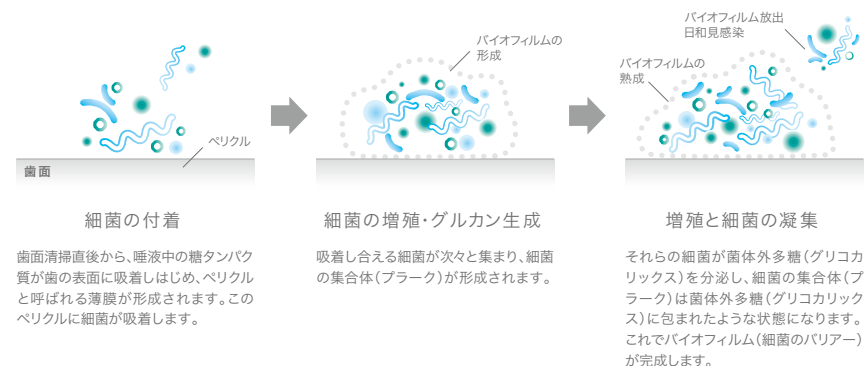 ペリクル
歯面
細菌の付着
歯面清掃直後から、唾液中の糖タンパク
質が歯の表面に吸着しはじめ、ペリクル
と呼ばれる薄膜が形成されます。この
ペリクルに細菌が吸着します。
バイオフィルムの
形成
細菌の増殖・グルカン生成
吸着し合える細菌が次々と集まり、細菌
の集合体（プラーク）が形成されます。
バイオフィルム放出
日和見感染
バイオフィルムの
熟成
増殖と細菌の凝集
それらの細菌が菌体外多糖（グリコカ
リックス）を分泌し、細菌の集合体（プ
ラーク）は菌体外多糖（グリコカリック
ス）に包まれたような状態になります。
これでバイオフィルム（細菌のバリアー）
が完成します。